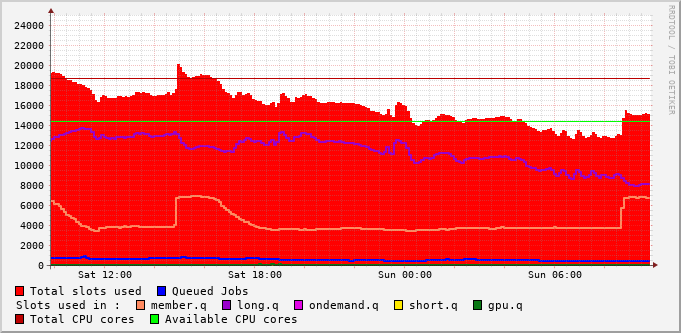 RRDTOOL / TOBI OETIKER
24000
22000
20000
18000
16000
14000
12000
10000
8000
6000
4000
2000
0
Sat 12:00 Sat 18:00 Sun 00:00 Sun 06:00
Total slots used Queued Jobs
Slots used in : member.q long.q ondemand.q short.q gpu.q
Total CPU cores Available CPU cores